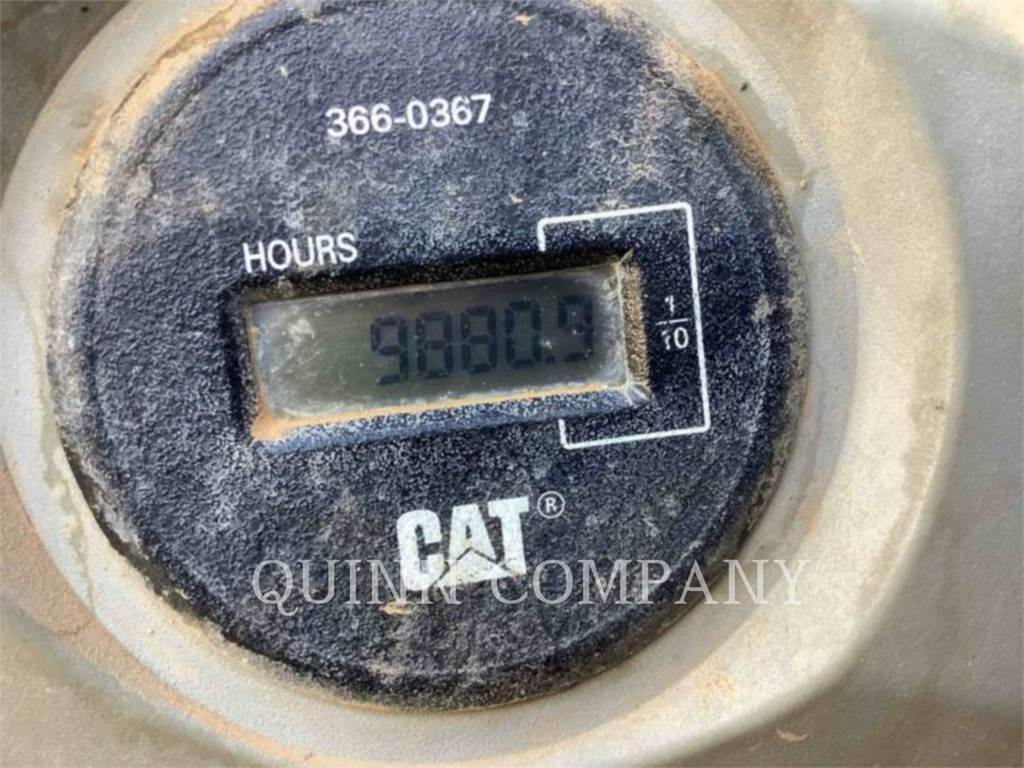 366-0367
HOURS
9880.9
1/10
CAT®
QUINN COMPANY